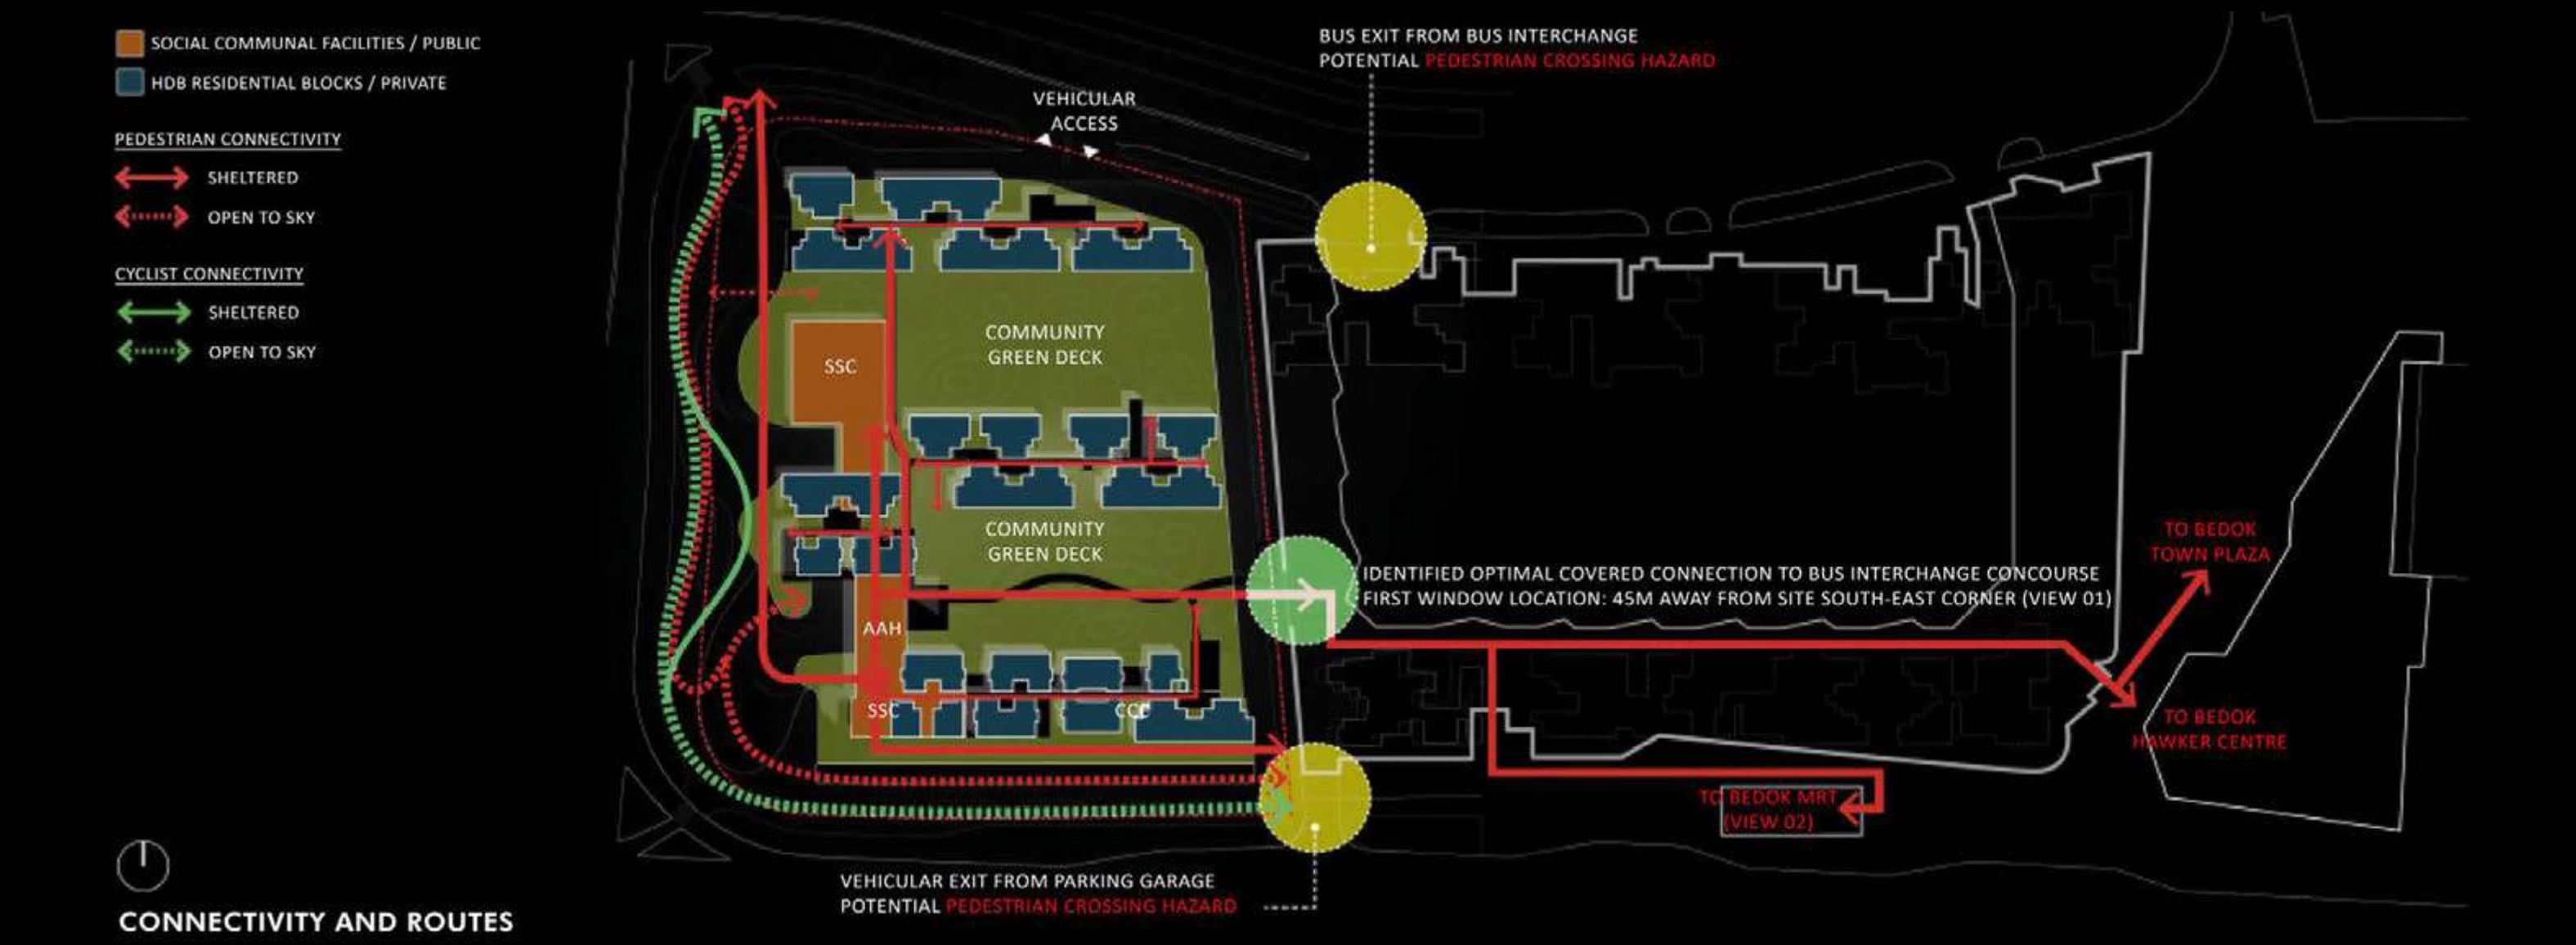 SOCIAL COMMUNAL FACILITIES / PUBLIC
HDB RESIDENTIAL BLOCKS / PRIVATE
PEDESTRIAN CONNECTIVITY
SHELTERED
OPEN TO SKY
CYCLIST CONNECTIVITY
SHELTERED
OPEN TO SKY
BUS EXIT FROM BUS INTERCHANGE
POTENTIAL PEDESTRIAN CROSSING HAZARD
VEHICULAR
ACCESS
COMMUNITY
GREEN DECK
SSC
COMMUNITY
GREEN DECK
IDENTIFIED OPTIMAL COVERED CONNECTION TO BUS INTERCHANGE CONCOURSE
FIRST WINDOW LOCATION: 45M AWAY FROM SITE SOUTH-EAST CORNER (VIEW 01)
TO BEDOK
TOWN PLAZA
AAH
SSC
TO BEDOK
HAWKER CENTRE
TO BEDOK MRT
(VIEW 02)
VEHICULAR EXIT FROM PARKING GARAGE
POTENTIAL PEDESTRIAN CROSSING HAZARD
CONNECTIVITY AND ROUTES